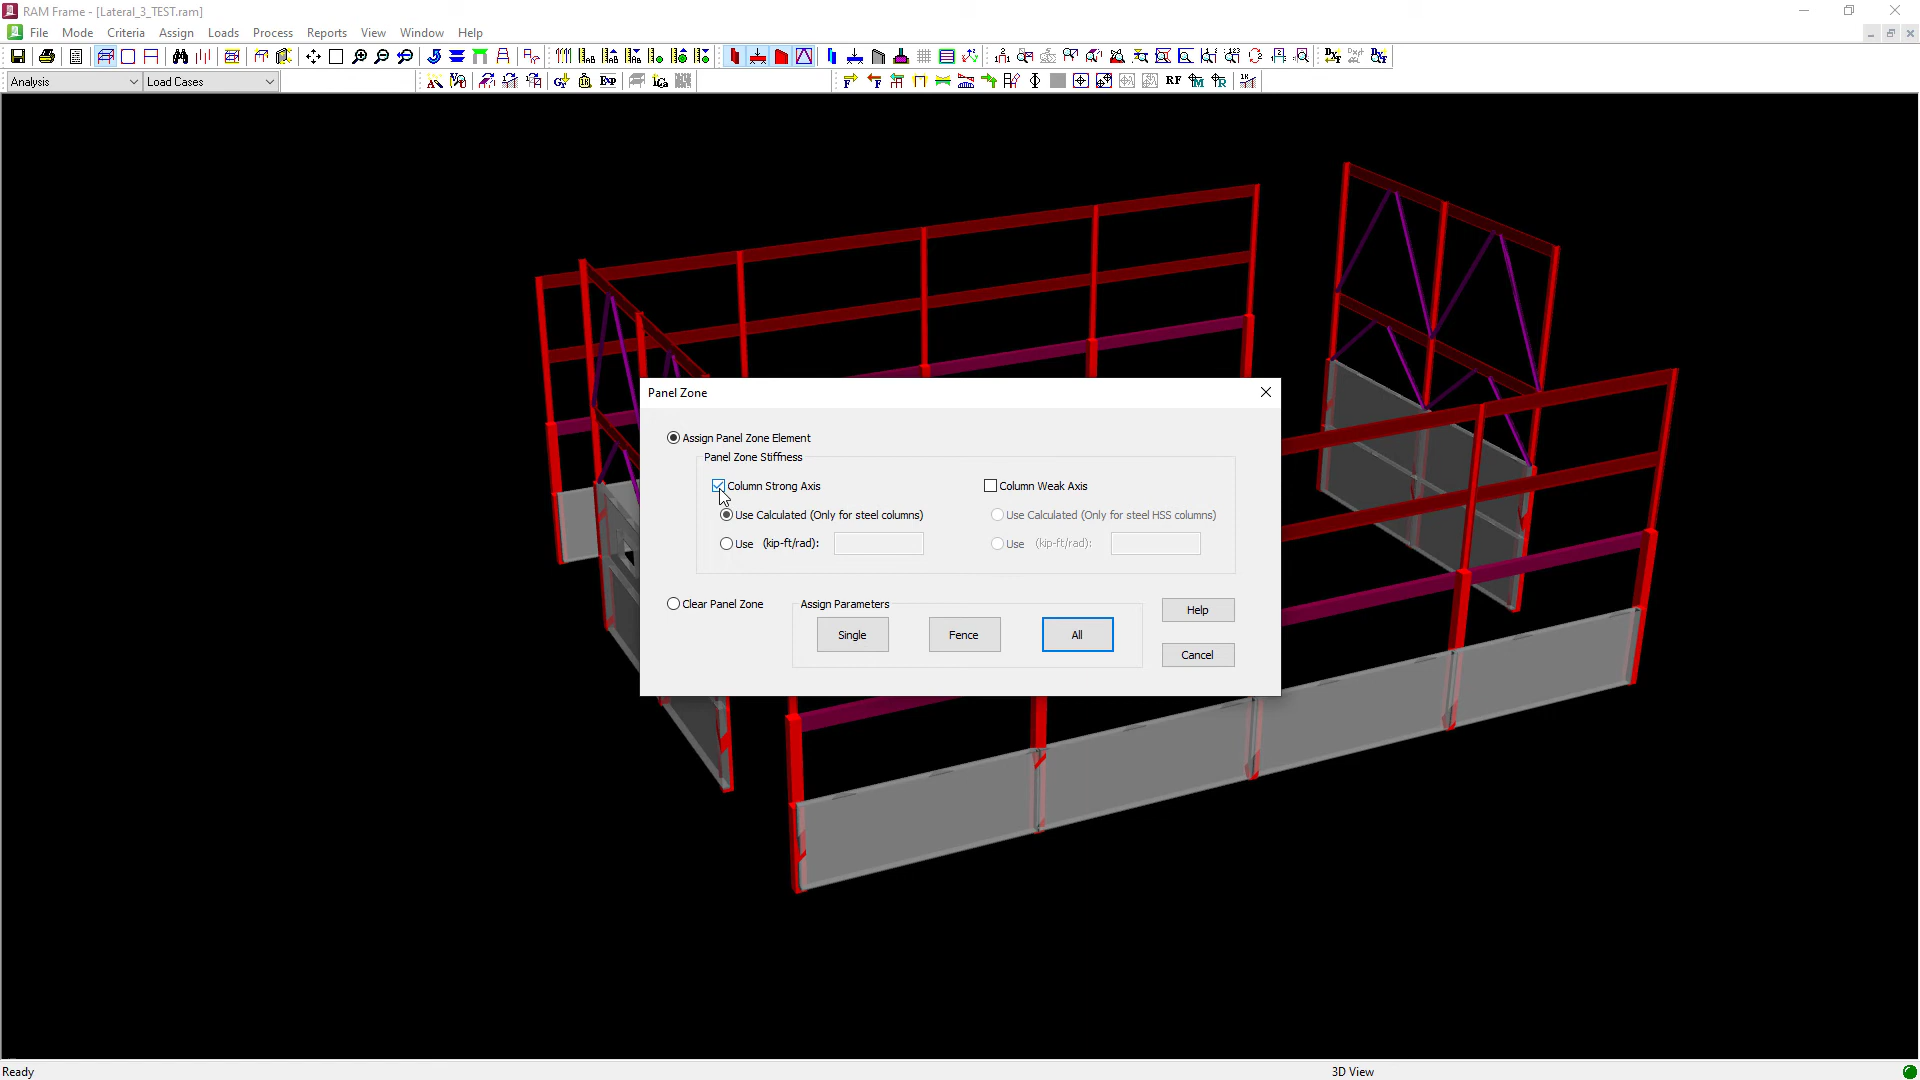 RAM Frame - [Lateral_3_TEST.ram]
File Mode Criteria Assign Loads Process Reports View Window Help
Analysis Load Cases
RF
Panel Zone
Assign Panel Zone Element
Panel Zone Stiffness
Column Strong Axis Column Weak Axis
Use Calculated (Only for steel columns) Use Calculated (Only for steel HSS columns)
Use (kip-ft/rad): Use (kip-ft/rad):
Clear Panel Zone Assign Parameters Help
Single Fence All
Cancel
Ready 3D View